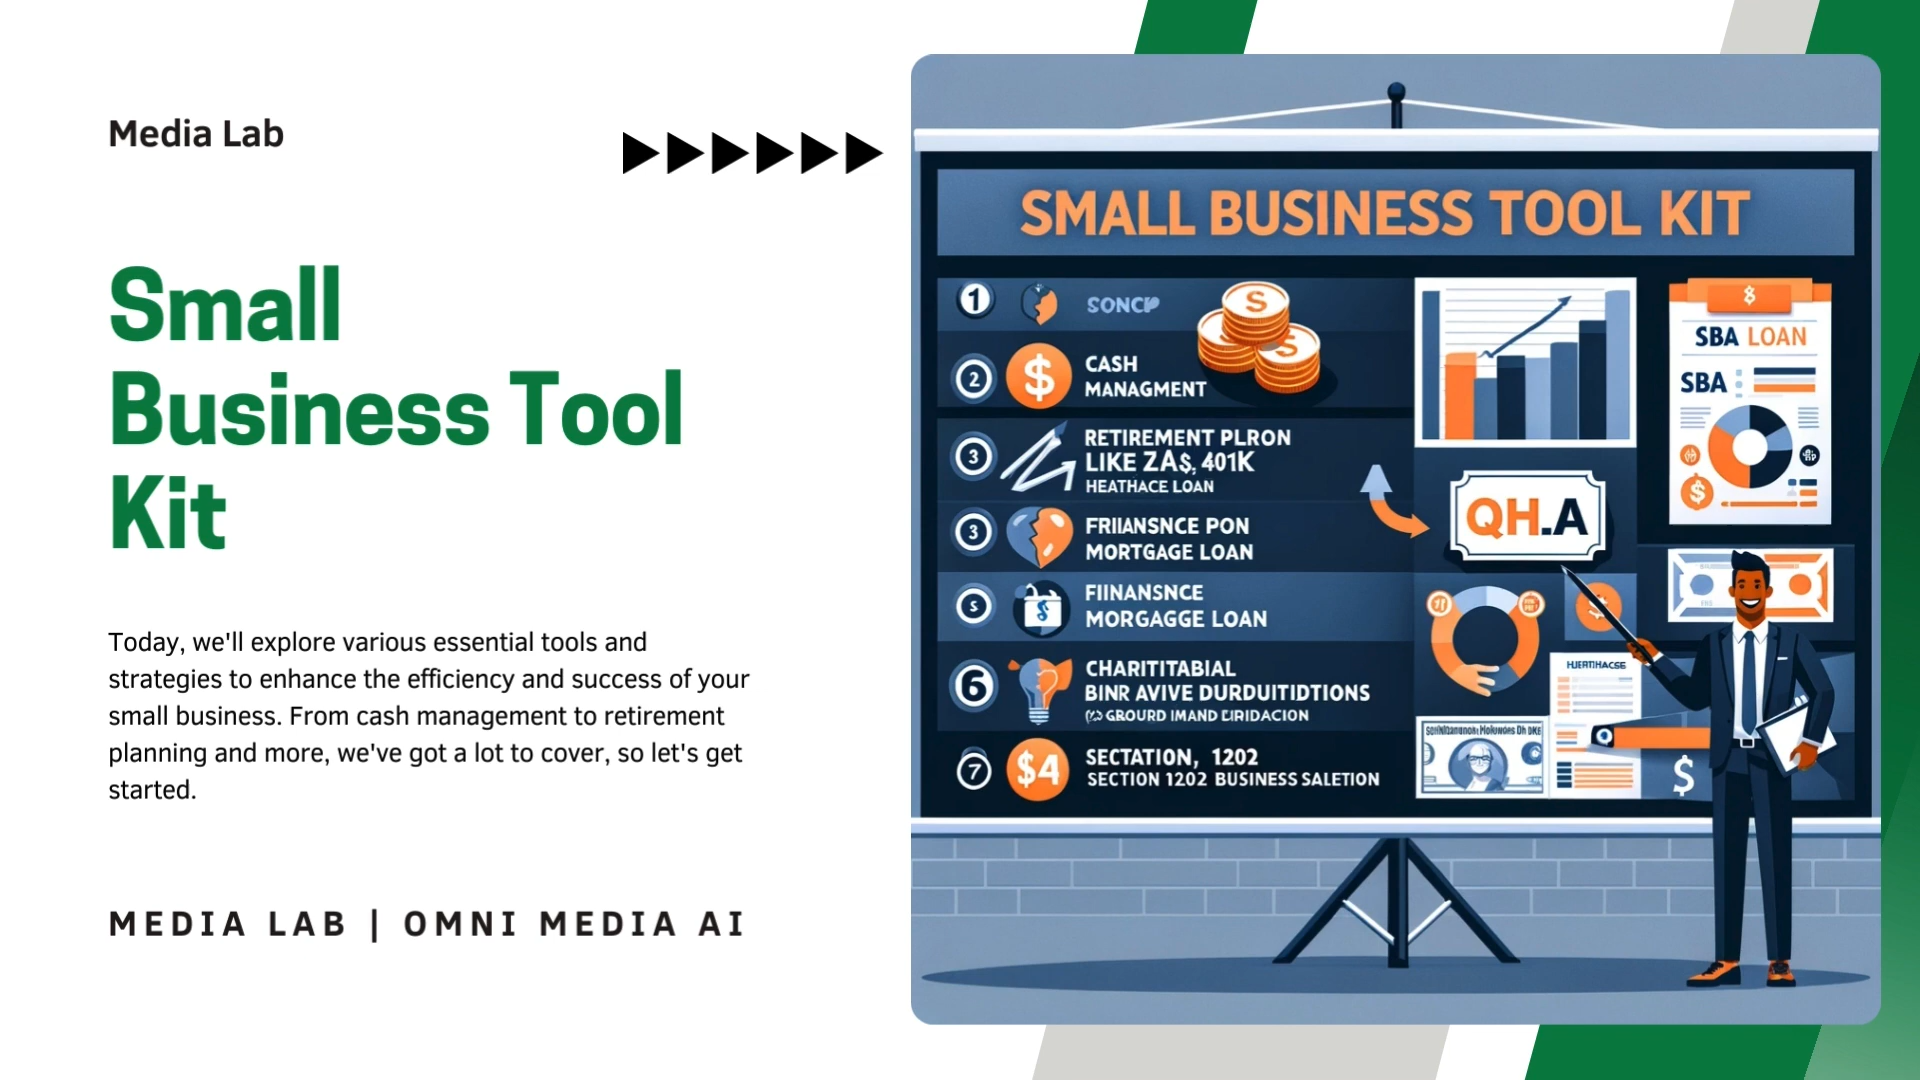 Media Lab
Small
Business Tool
Kit
Today, we'll explore various essential tools and
strategies to enhance the efficiency and success of your
small business. From cash management to retirement
planning and more, we've got a lot to cover, so let's get
started.
MEDIA LAB | OMNI MEDIA AI
SMALL BUSINESS TOOL KIT
1
2 $ CASH
MANAGMENT
3 RETIREMENT PLRON
LIKE ZA$, 401K
HEATHACE LOAN
3 FRIIANSNCE PON
MORTGAGE LOAN
S FIINANSNCE
MORGAGGE LOAN
6 CHARITITABIAL
BINR AVIVE DURDUITIDTIONS
GROURD IMAND
7 $4 SECTATION, 1202
SECTION 1202 BUSINESS SALETION
SBA LOAN
SBA
QH.A
HJERTIHACSE
$